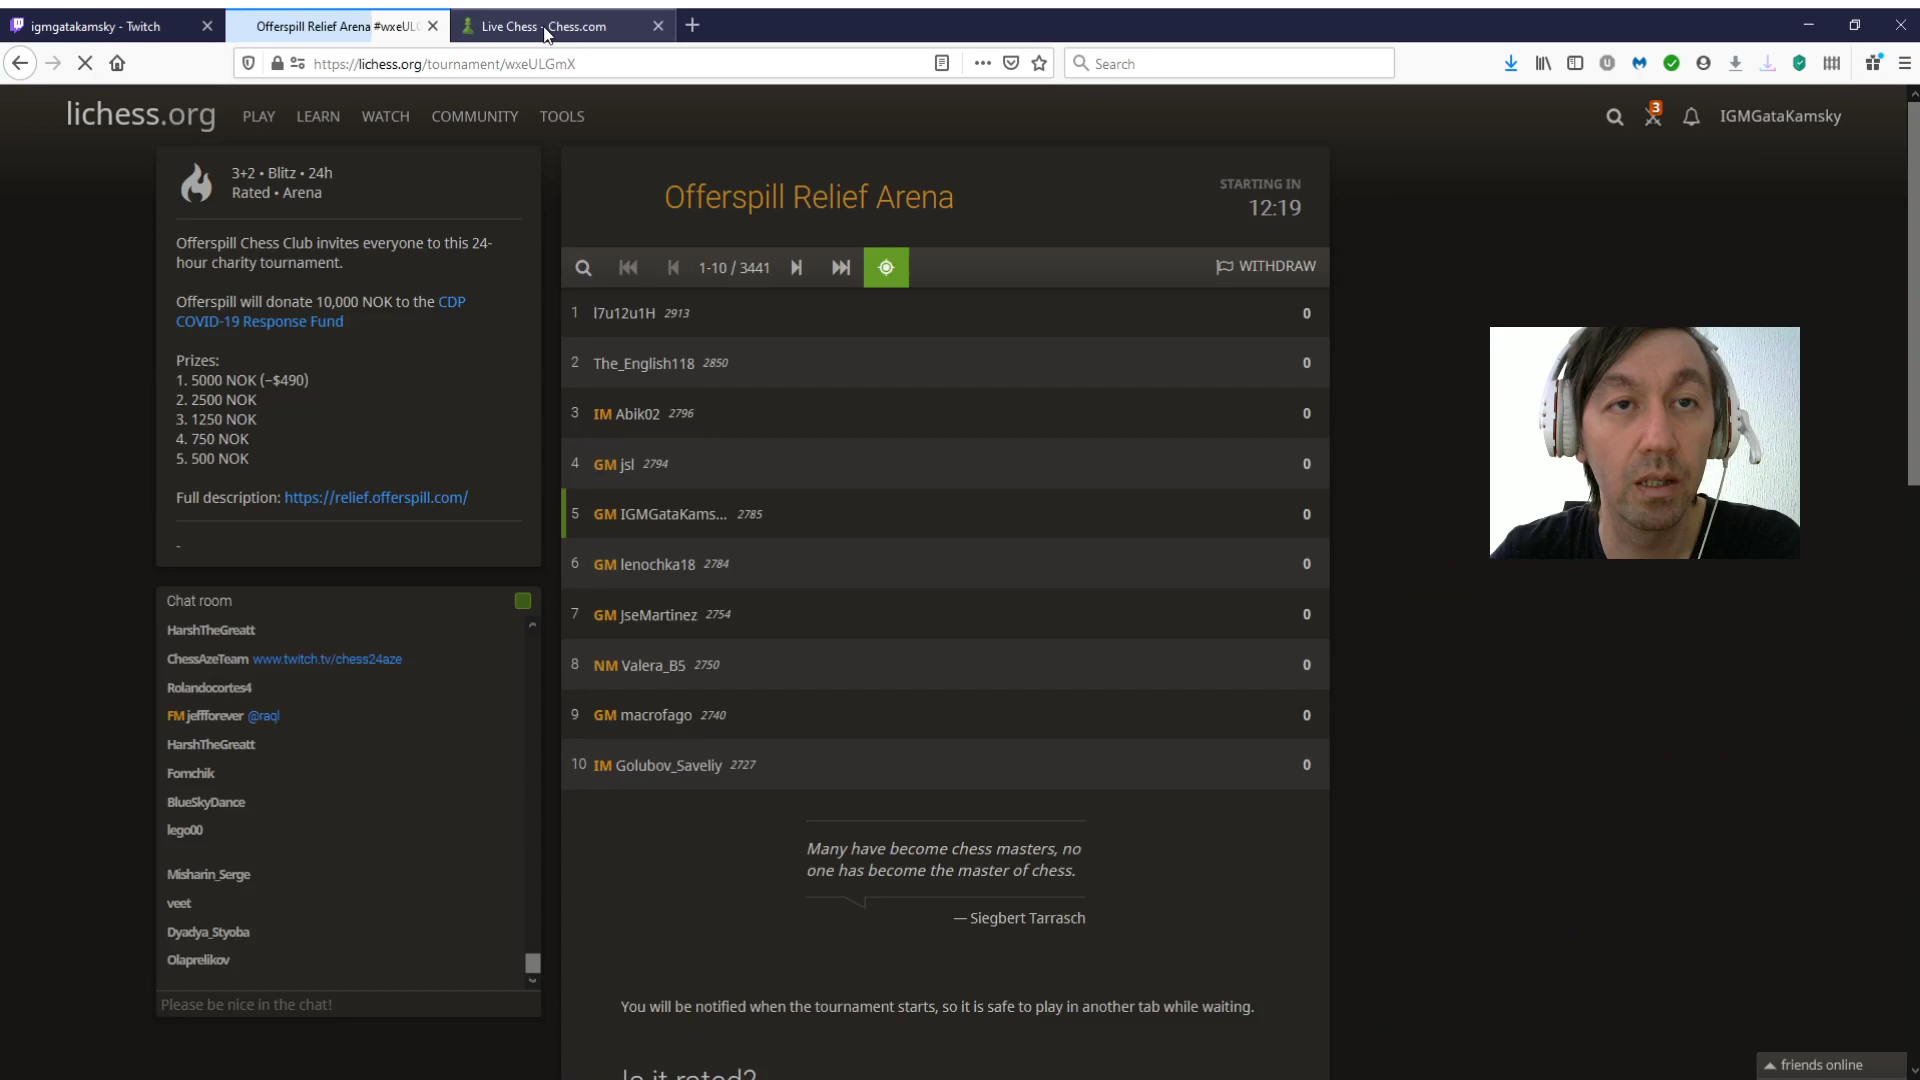 igmgatakamsky - Twitch
Offerspill Relief Arena #wxeUL
Live Chess - Chess.com
https://lichess.org/tournament/wxeULGmX
Search
lichess.org
PLAY
LEARN
WATCH
COMMUNITY
TOOLS
3
IGMGataKamsky
3+2 • Blitz • 24h
Rated • Arena
Offerspill Chess Club invites everyone to this 24-
hour charity tournament.
Offerspill will donate 10,000 NOK to the CDP
COVID-19 Response Fund
Prizes:
1. 5000 NOK (~$490)
2. 2500 NOK
3. 1250 NOK
4. 750 NOK
5. 500 NOK
Full description: https://relief.offerspill.com/
-
Chat room
HarshTheGreatt
ChessAzeTeam www.twitch.tv/chess24aze
Rolandocortes4
FM jeffforever @raql
HarshTheGreatt
Fomchik
BlueSkyDance
lego00
Misharin_Serge
veet
Dyadya_Styoba
Olaprelikov
Please be nice in the chat!
Offerspill Relief Arena
STARTING IN
12:19
1-10 / 3441
WITHDRAW
1 l7u12u1H 2913 0
2 The_English118 2850 0
3 IM Abik02 2796 0
4 GM jsl 2794 0
5 GM IGMGataKams... 2785 0
6 GM lenochka18 2784 0
7 GM JseMartinez 2754 0
8 NM Valera_B5 2750 0
9 GM macrofago 2740 0
10 IM Golubov_Saveliy 2727 0
Many have become chess masters, no
one has become the master of chess.
— Siegbert Tarrasch
You will be notified when the tournament starts, so it is safe to play in another tab while waiting.
Is it rated?
friends online